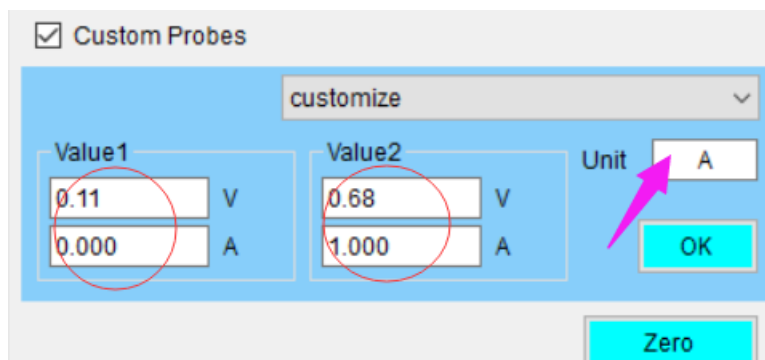 Custom Probes
customize
Value1
Value2
Unit
A
0.11
V
0.68
V
0.000
A
1.000
A
OK
Zero